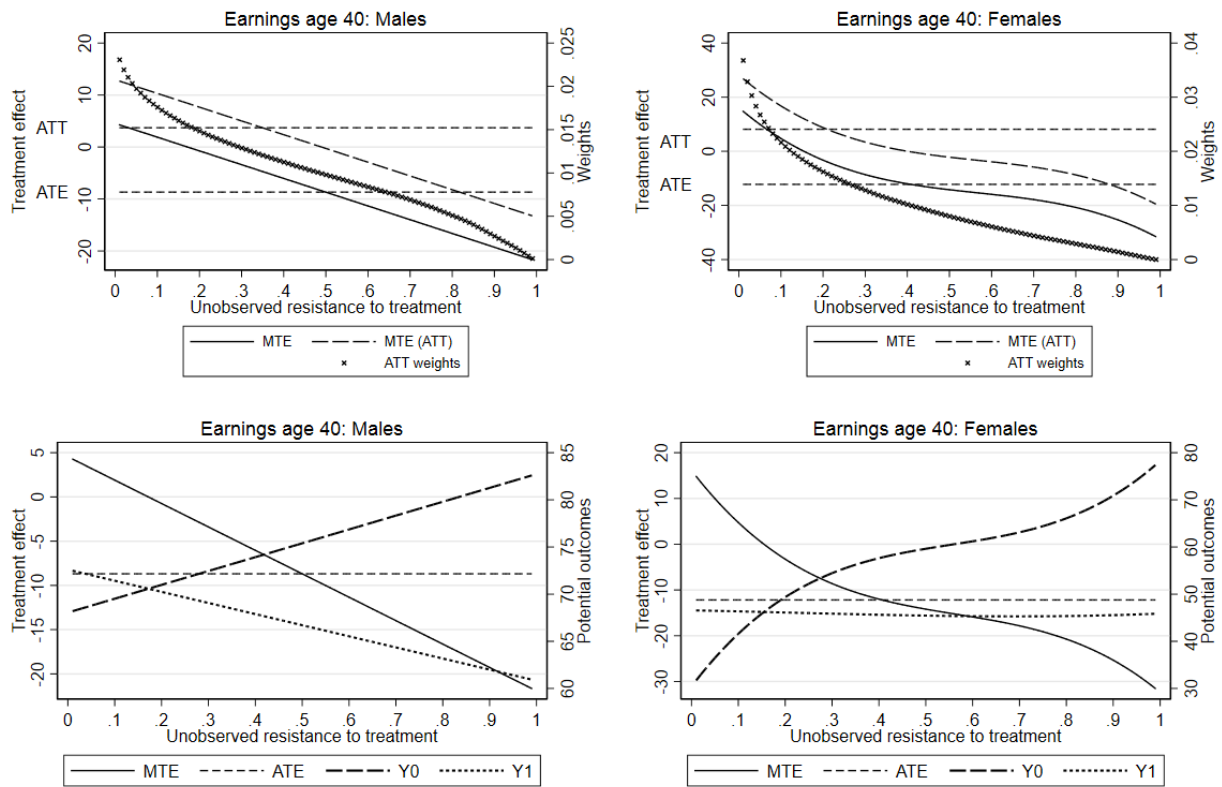 Earnings age 40: Males
Treatment effect
20
10
0
-10
-20
ATT
ATE
Weights
.025
.02
.015
.01
.005
0
0 .1 .2 .3 .4 .5 .6 .7 .8 .9 1
Unobserved resistance to treatment
MTE MTE (ATT)
ATT weights
Earnings age 40: Females
Treatment effect
40
20
0
-20
-40
ATT
ATE
Weights
.04
.03
.02
.01
0
0 .1 .2 .3 .4 .5 .6 .7 .8 .9 1
Unobserved resistance to treatment
MTE MTE (ATT)
ATT weights
Earnings age 40: Males
Treatment effect
5
0
-5
-10
-15
-20
Potential outcomes
85
80
75
70
65
60
0 .1 .2 .3 .4 .5 .6 .7 .8 .9 1
Unobserved resistance to treatment
MTE ATE Y0 Y1
Earnings age 40: Females
Treatment effect
20
10
0
-10
-20
-30
Potential outcomes
80
70
60
50
40
30
0 .1 .2 .3 .4 .5 .6 .7 .8 .9 1
Unobserved resistance to treatment
MTE ATE Y0 Y1